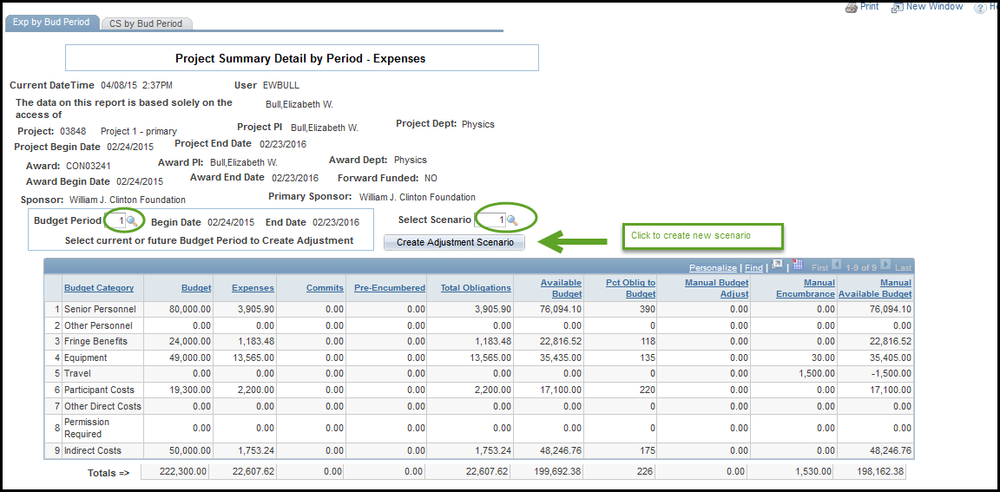 Print New Window
Exp by Bud Period CS by Bud Period
Project Summary Detail by Period - Expenses
Current DateTime 04/08/15 2:37PM User EWBULL
The data on this report is based solely on the access of Bull,Elizabeth W.
Project: 03848 Project 1 - primary Project PI Bull,Elizabeth W. Project Dept: Physics
Project Begin Date 02/24/2015 Project End Date 02/23/2016
Award: CON03241 Award PI: Bull,Elizabeth W. Award Dept: Physics
Award Begin Date 02/24/2015 Award End Date 02/23/2016 Forward Funded: NO
Sponsor: William J. Clinton Foundation Primary Sponsor: William J. Clinton Foundation
Budget Period 1 Begin Date 02/24/2015 End Date 02/23/2016 Select Scenario 1
Select current or future Budget Period to Create Adjustment Create Adjustment Scenario Click to create new scenario
Personalize | Find | | First 1-9 of 9 Last
Budget Category Budget Expenses Commits Pre-Encumbered Total Obligations Available Budget Pct Oblig to Budget Manual Budget Adjust Manual Encumbrance Manual Available Budget
1 Senior Personnel 80,000.00 3,905.90 0.00 0.00 3,905.90 76,094.10 390 0.00 0.00 76,094.10
2 Other Personnel 0.00 0.00 0.00 0.00 0.00 0.00 0 0.00 0.00 0.00
3 Fringe Benefits 24,000.00 1,183.48 0.00 0.00 1,183.48 22,816.52 118 0.00 0.00 22,816.52
4 Equipment 49,000.00 13,565.00 0.00 0.00 13,565.00 35,435.00 135 0.00 30.00 35,405.00
5 Travel 0.00 0.00 0.00 0.00 0.00 0.00 0 0.00 1,500.00 -1,500.00
6 Participant Costs 19,300.00 2,200.00 0.00 0.00 2,200.00 17,100.00 220 0.00 0.00 17,100.00
7 Other Direct Costs 0.00 0.00 0.00 0.00 0.00 0.00 0 0.00 0.00 0.00
8 Permission Required 0.00 0.00 0.00 0.00 0.00 0.00 0 0.00 0.00 0.00
9 Indirect Costs 50,000.00 1,753.24 0.00 0.00 1,753.24 48,246.76 175 0.00 0.00 48,246.76
Totals => 222,300.00 22,607.62 0.00 0.00 22,607.62 199,692.38 226 0.00 1,530.00 198,162.38